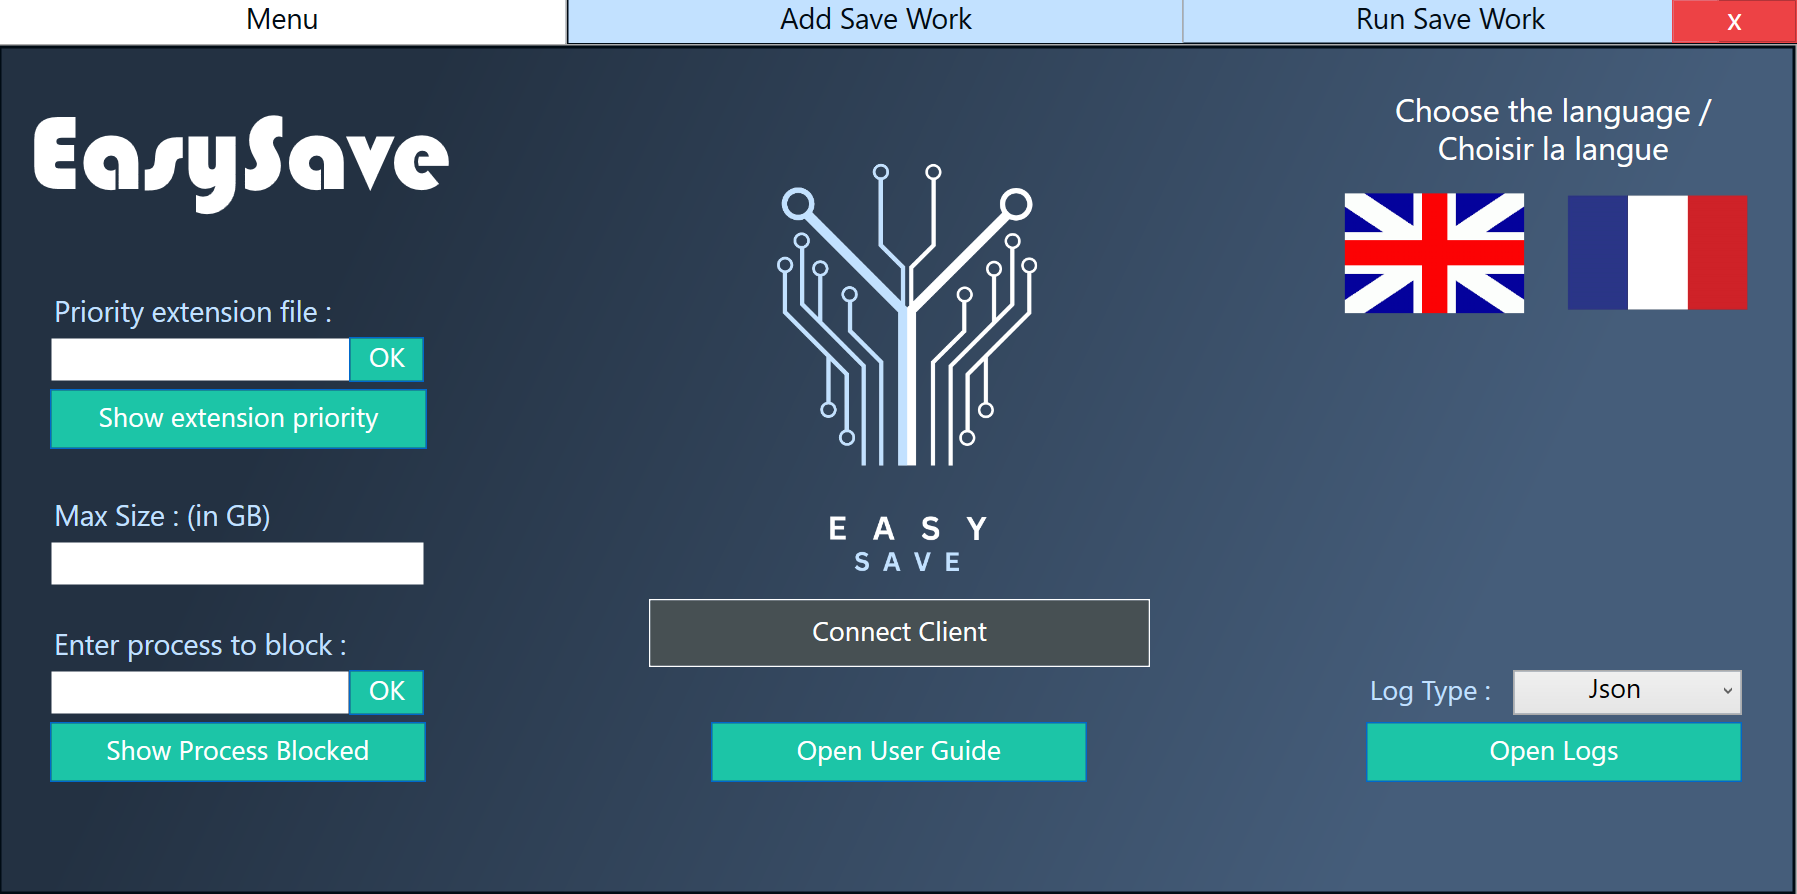 Menu
Add Save Work
Run Save Work
x
EasySave
Choose the language /
Choisir la langue
Priority extension file :
OK
Show extension priority
Max Size : (in GB)
EASY
SAVE
Connect Client
Enter process to block :
OK
Show Process Blocked
Open User Guide
Log Type :
Json
Open Logs